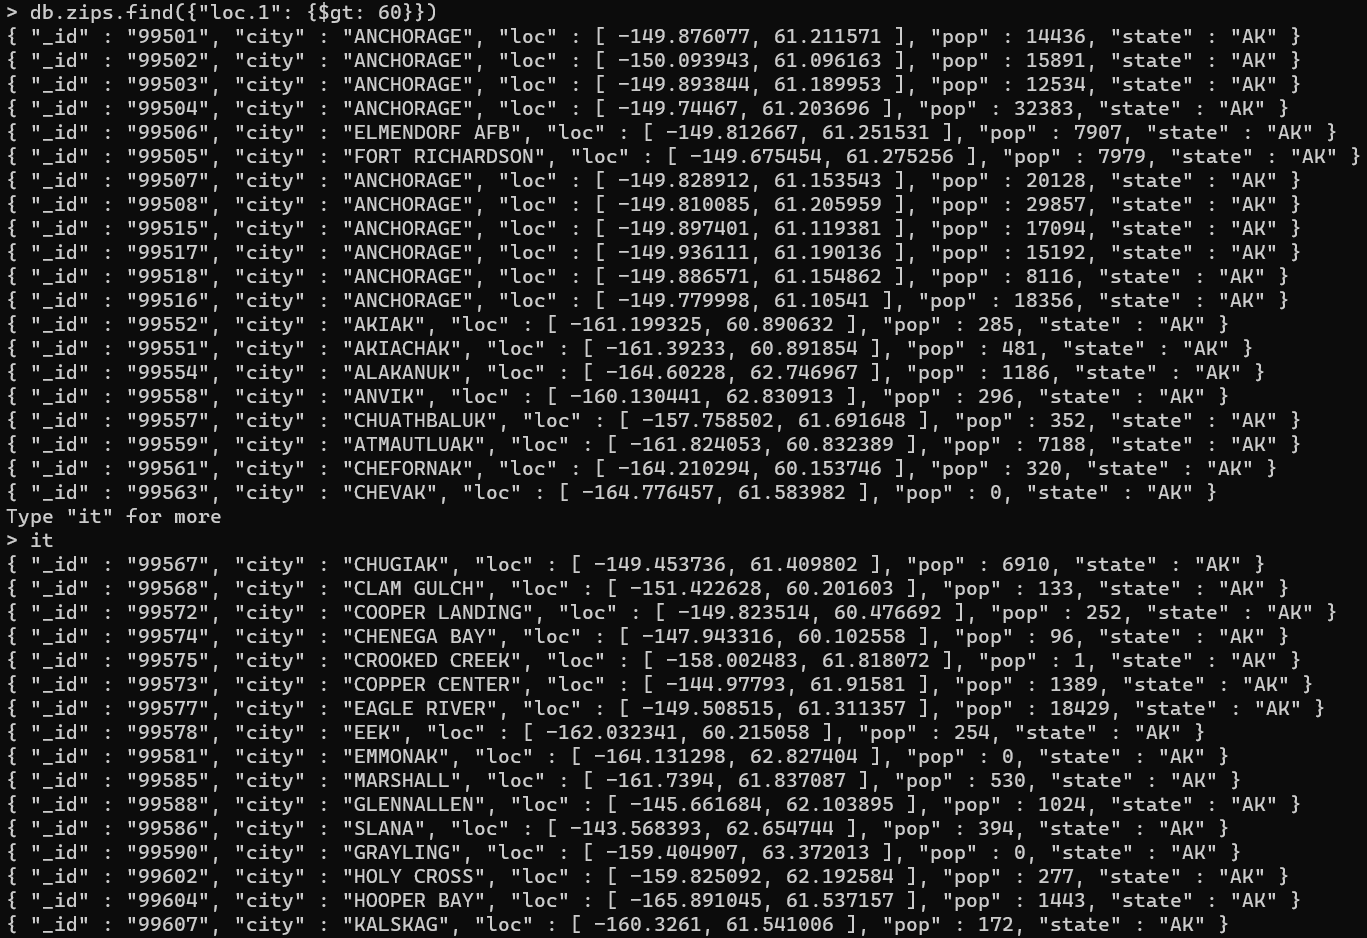 > db.zips.find({"loc.1": {$gt: 60}})
{ "_id" : "99501", "city" : "ANCHORAGE", "loc" : [ -149.876077, 61.211571 ], "pop" : 14436, "state" : "AK" }
{ "_id" : "99502", "city" : "ANCHORAGE", "loc" : [ -150.093943, 61.096163 ], "pop" : 15891, "state" : "AK" }
{ "_id" : "99503", "city" : "ANCHORAGE", "loc" : [ -149.893844, 61.189953 ], "pop" : 12534, "state" : "AK" }
{ "_id" : "99504", "city" : "ANCHORAGE", "loc" : [ -149.74467, 61.203696 ], "pop" : 32383, "state" : "AK" }
{ "_id" : "99506", "city" : "ELMENDORF AFB", "loc" : [ -149.812667, 61.251531 ], "pop" : 7907, "state" : "AK" }
{ "_id" : "99505", "city" : "FORT RICHARDSON", "loc" : [ -149.675454, 61.275256 ], "pop" : 7979, "state" : "AK" }
{ "_id" : "99507", "city" : "ANCHORAGE", "loc" : [ -149.828912, 61.153543 ], "pop" : 20128, "state" : "AK" }
{ "_id" : "99508", "city" : "ANCHORAGE", "loc" : [ -149.810085, 61.205959 ], "pop" : 29857, "state" : "AK" }
{ "_id" : "99515", "city" : "ANCHORAGE", "loc" : [ -149.897401, 61.119381 ], "pop" : 17094, "state" : "AK" }
{ "_id" : "99517", "city" : "ANCHORAGE", "loc" : [ -149.936111, 61.190136 ], "pop" : 15192, "state" : "AK" }
{ "_id" : "99518", "city" : "ANCHORAGE", "loc" : [ -149.886571, 61.154862 ], "pop" : 8116, "state" : "AK" }
{ "_id" : "99516", "city" : "ANCHORAGE", "loc" : [ -149.779998, 61.10541 ], "pop" : 18356, "state" : "AK" }
{ "_id" : "99552", "city" : "AKIAK", "loc" : [ -161.199325, 60.890632 ], "pop" : 285, "state" : "AK" }
{ "_id" : "99551", "city" : "AKIACHAK", "loc" : [ -161.39233, 60.891854 ], "pop" : 481, "state" : "AK" }
{ "_id" : "99554", "city" : "ALAKANUK", "loc" : [ -164.60228, 62.746967 ], "pop" : 1186, "state" : "AK" }
{ "_id" : "99558", "city" : "ANVIK", "loc" : [ -160.130441, 62.830913 ], "pop" : 296, "state" : "AK" }
{ "_id" : "99557", "city" : "CHUATHBALUK", "loc" : [ -157.758502, 61.691648 ], "pop" : 352, "state" : "AK" }
{ "_id" : "99559", "city" : "ATMAUTLUAK", "loc" : [ -161.824053, 60.832389 ], "pop" : 7188, "state" : "AK" }
{ "_id" : "99561", "city" : "CHEFORNAK", "loc" : [ -164.210294, 60.153746 ], "pop" : 320, "state" : "AK" }
{ "_id" : "99563", "city" : "CHEVAK", "loc" : [ -164.776457, 61.583982 ], "pop" : 0, "state" : "AK" }
Type "it" for more
> it
{ "_id" : "99567", "city" : "CHUGIAK", "loc" : [ -149.453736, 61.409802 ], "pop" : 6910, "state" : "AK" }
{ "_id" : "99568", "city" : "CLAM GULCH", "loc" : [ -151.422628, 60.201603 ], "pop" : 133, "state" : "AK" }
{ "_id" : "99572", "city" : "COOPER LANDING", "loc" : [ -149.823514, 60.476692 ], "pop" : 252, "state" : "AK" }
{ "_id" : "99574", "city" : "CHENEGA BAY", "loc" : [ -147.943316, 60.102558 ], "pop" : 96, "state" : "AK" }
{ "_id" : "99575", "city" : "CROOKED CREEK", "loc" : [ -158.002483, 61.818072 ], "pop" : 1, "state" : "AK" }
{ "_id" : "99573", "city" : "COPPER CENTER", "loc" : [ -144.97793, 61.91581 ], "pop" : 1389, "state" : "AK" }
{ "_id" : "99577", "city" : "EAGLE RIVER", "loc" : [ -149.508515, 61.311357 ], "pop" : 18429, "state" : "AK" }
{ "_id" : "99578", "city" : "EEK", "loc" : [ -162.032341, 60.215058 ], "pop" : 254, "state" : "AK" }
{ "_id" : "99581", "city" : "EMMONAK", "loc" : [ -164.131298, 62.827404 ], "pop" : 0, "state" : "AK" }
{ "_id" : "99585", "city" : "MARSHALL", "loc" : [ -161.7394, 61.837087 ], "pop" : 530, "state" : "AK" }
{ "_id" : "99588", "city" : "GLENNALLEN", "loc" : [ -145.661684, 62.103895 ], "pop" : 1024, "state" : "AK" }
{ "_id" : "99586", "city" : "SLANA", "loc" : [ -143.568393, 62.654744 ], "pop" : 394, "state" : "AK" }
{ "_id" : "99590", "city" : "GRAYLING", "loc" : [ -159.404907, 63.372013 ], "pop" : 0, "state" : "AK" }
{ "_id" : "99602", "city" : "HOLY CROSS", "loc" : [ -159.825092, 62.192584 ], "pop" : 277, "state" : "AK" }
{ "_id" : "99604", "city" : "HOOPER BAY", "loc" : [ -165.891045, 61.537157 ], "pop" : 1443, "state" : "AK" }
{ "_id" : "99607", "city" : "KALSKAG", "loc" : [ -160.3261, 61.541006 ], "pop" : 172, "state" : "AK" }